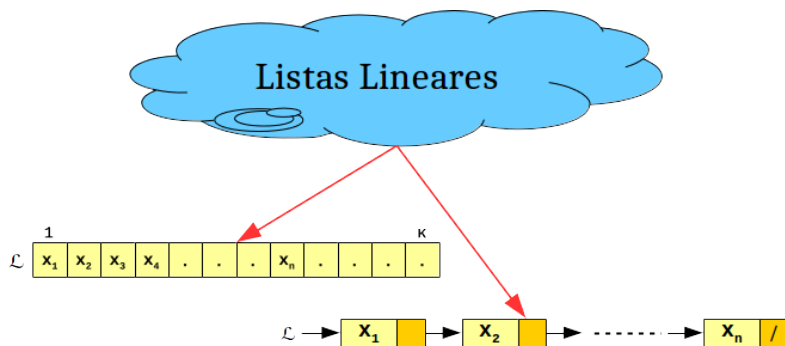 Listas Lineares
1 K
ℒ x₁ x₂ x₃ x₄ . . . xₙ . . . .
ℒ x₁ x₂ xₙ /